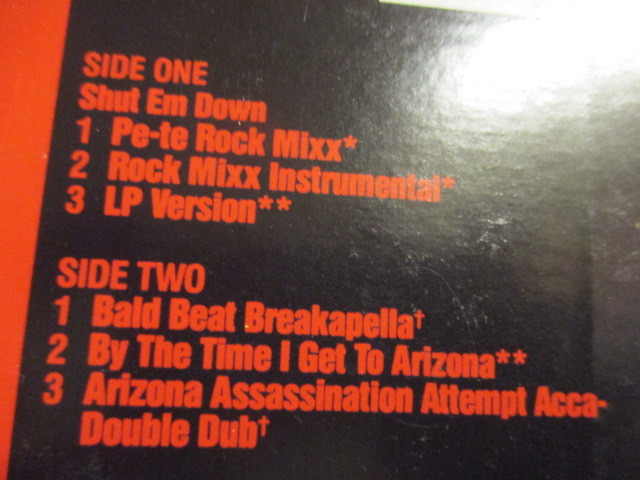 SIDE ONE
Shut Em Down
1 Pe-te Rock Mixx*
2 Rock Mixx Instrumental*
3 LP Version**
SIDE TWO
1 Bald Beat Breakapella†
2 By The Time I Get To Arizona**
3 Arizona Assassination Attempt Acca-
Double Dub†